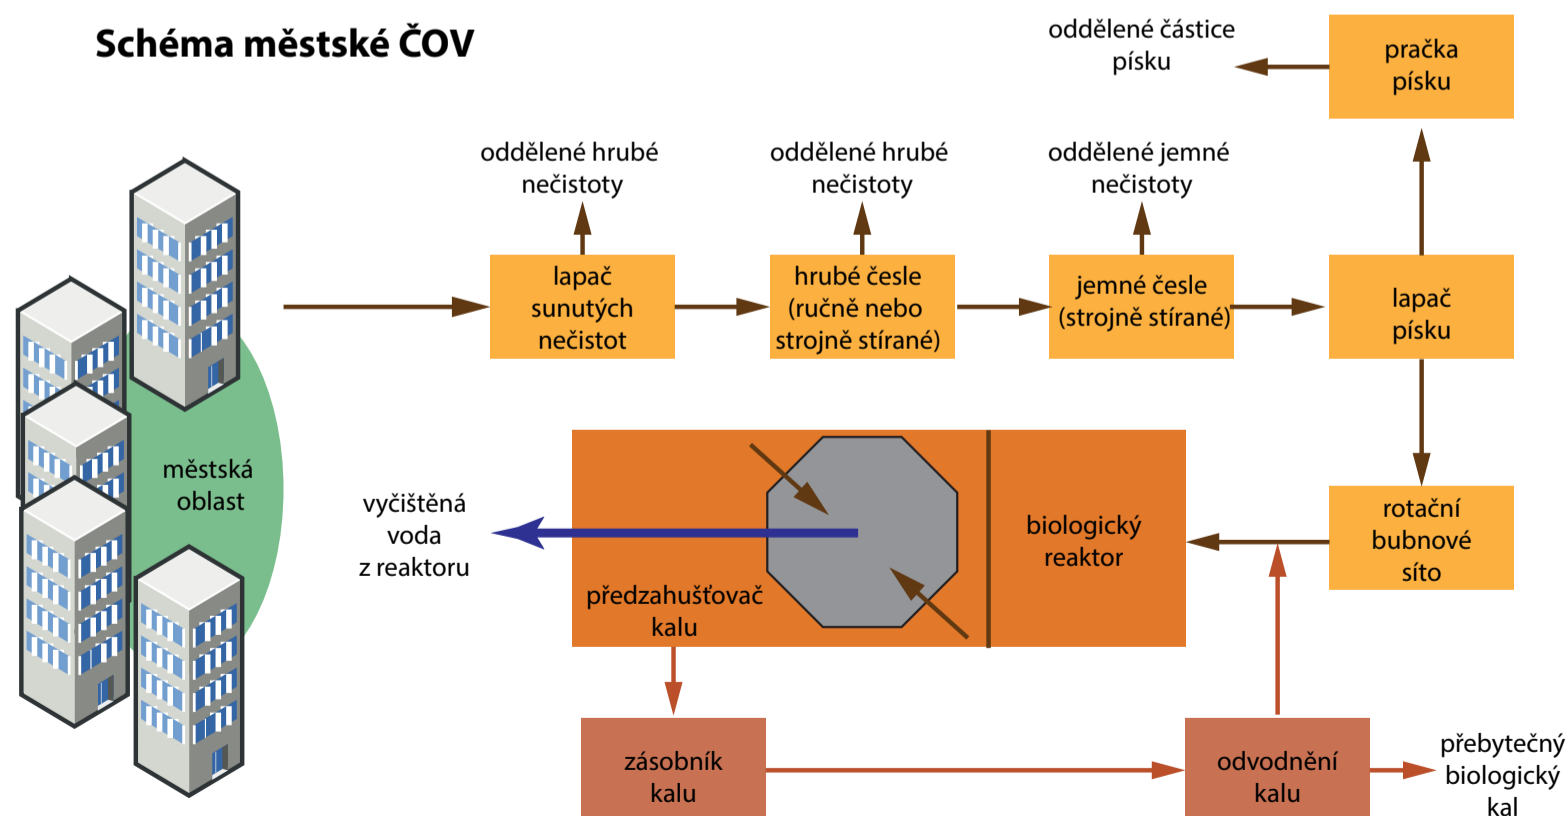 Schéma městské ČOV
oddělené částice
písku
pračka
písku
oddělené hrubé
nečistoty
oddělené hrubé
nečistoty
oddělené jemné
nečistoty
lapač
sunutých
nečistot
hrubé česle
(ručně nebo
strojně stírané)
jemné česle
(strojně stírané)
lapač
písku
městská
oblast
vyčištěná
voda
z reaktoru
předzahušťovač
kalu
biologický
reaktor
rotační
bubnové
síto
zásobník
kalu
odvodnění
kalu
přebytečný
biologický
kal